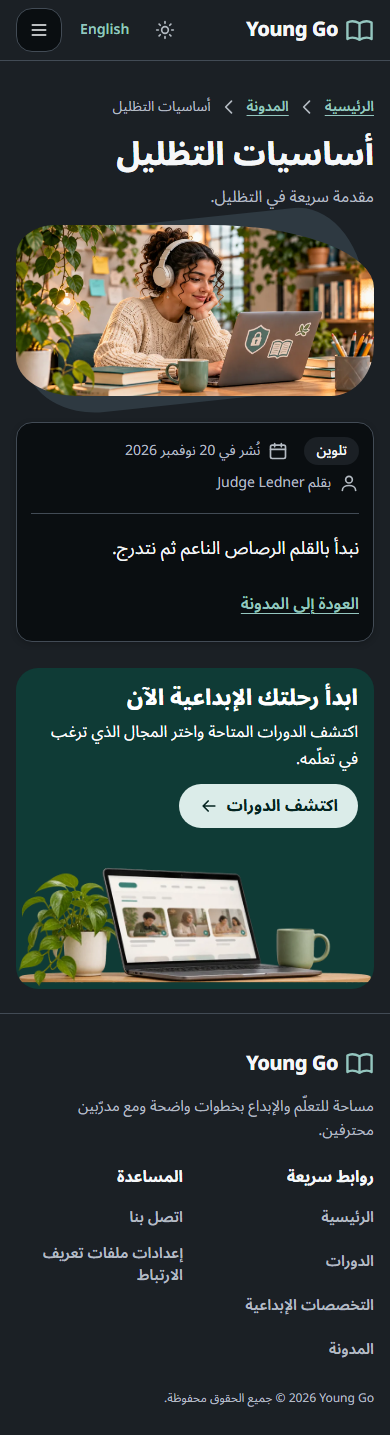 Young Go
English
الرئيسية
المدونة
أساسيات التظليل
أساسيات التظليل
مقدمة سريعة في التظليل.
تلوين
نُشر في 20 نوفمبر 2026
بقلم Judge Ledner
نبدأ بالقلم الرصاص الناعم ثم نتدرج.
العودة إلى المدونة
ابدأ رحلتك الإبداعية الآن
اكتشف الدورات المتاحة واختر المجال الذي ترغب
في تعلّمه.
اكتشف الدورات
Young Go
مساحة للتعلّم والإبداع بخطوات واضحة ومع مدرّبين
محترفين.
روابط سريعة
الرئيسية
الدورات
التخصصات الإبداعية
المدونة
المساعدة
اتصل بنا
إعدادات ملفات تعريف
الارتباط
Young Go 2026 © جميع الحقوق محفوظة.